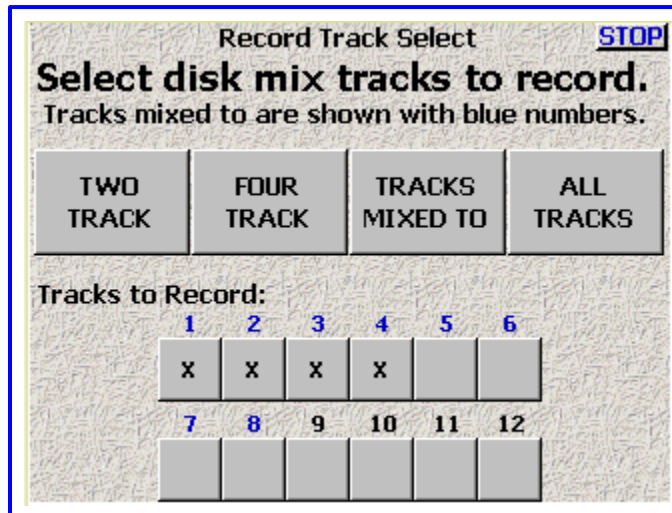 Record Track Select STOP
Select disk mix tracks to record.
Tracks mixed to are shown with blue numbers.
TWO FOUR TRACKS ALL
TRACK TRACK MIXED TO TRACKS
Tracks to Record:
1 2 3 4 5 6
x x x x
7 8 9 10 11 12